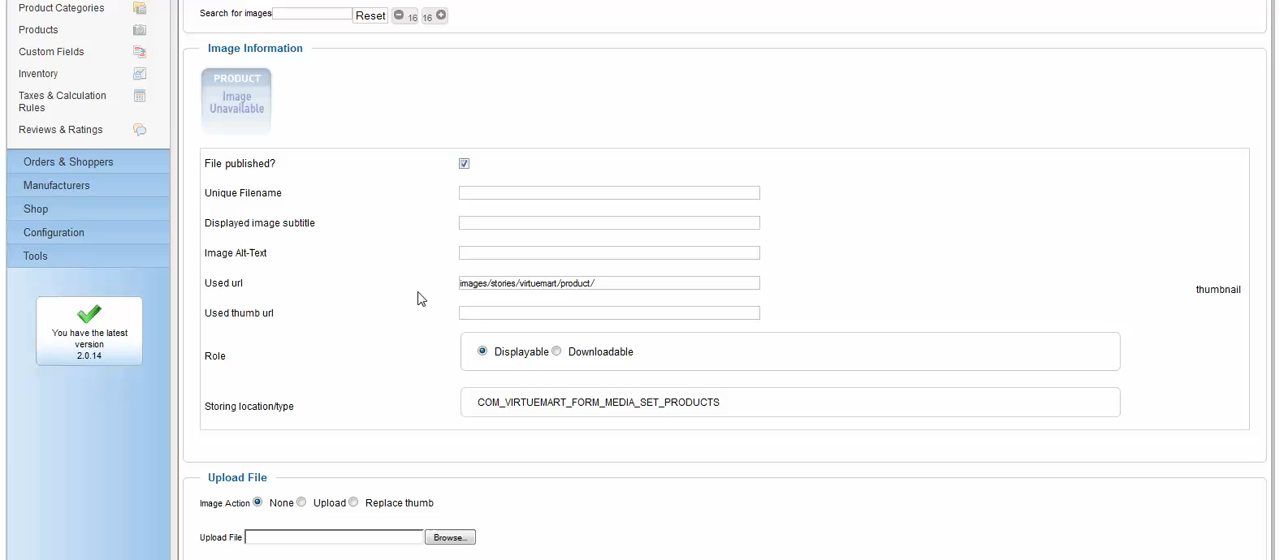 Product Categories
Products
Custom Fields
Inventory
Taxes & Calculation
Rules
Reviews & Ratings
Orders & Shoppers
Manufacturers
Shop
Configuration
Tools
You have the latest
version
2.0.14
Search for images Reset 16 16
Image Information
PRODUCT
Image
Unavailable
File published?
Unique Filename
Displayed image subtitle
Image Alt-Text
Used url images/stories/virtuemart/product/
thumbnail
Used thumb url
Role Displayable Downloadable
Storing location/type COM_VIRTUEMART_FORM_MEDIA_SET_PRODUCTS
Upload File
Image Action None Upload Replace thumb
Upload File Browse...